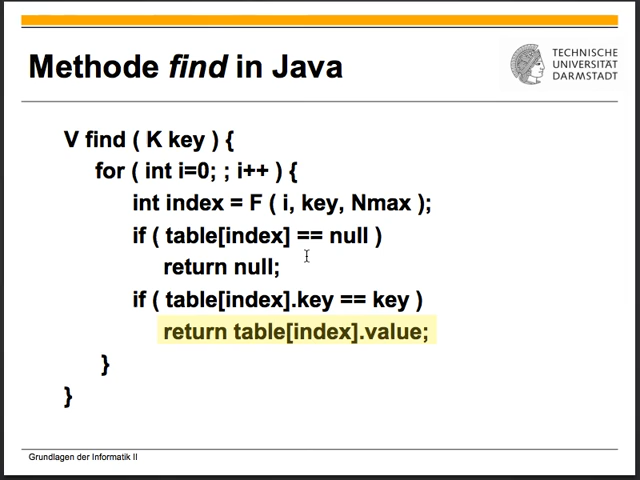 Methode find in Java
TECHNISCHE
UNIVERSITÄT
DARMSTADT
V find ( K key ) {
for ( int i=0; ; i++ ) {
int index = F ( i, key, Nmax );
if ( table[index] == null )
return null;
if ( table[index].key == key )
return table[index].value;
}
}
Grundlagen der Informatik II